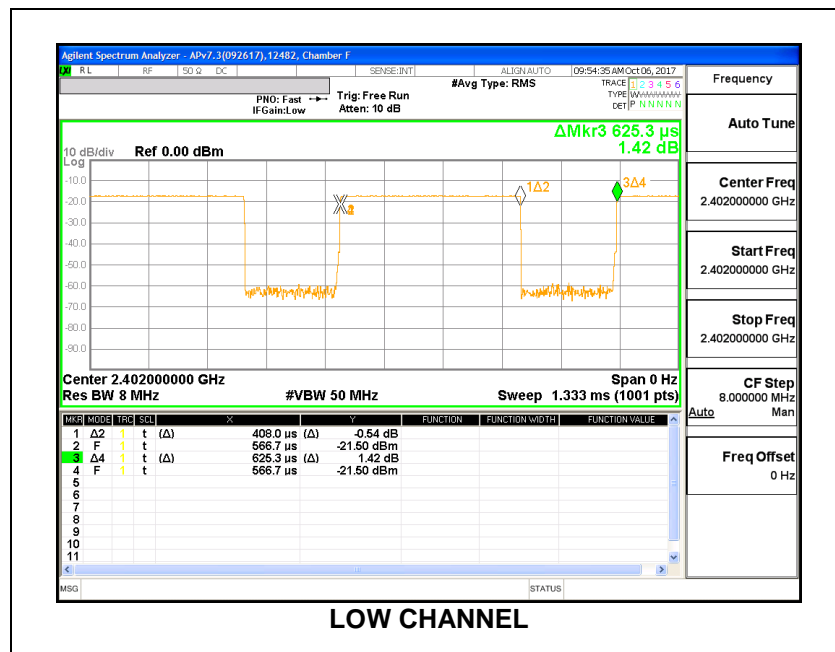 Agilent Spectrum Analyzer - APv7.3(092617),12482, Chamber F
RL RF 50 Ω DC SENSE:INT ALIGN AUTO 09:54:35 AM Oct 06, 2017
#Avg Type: RMS TRACE 1 2 3 4 5 6
PNO: Fast Trig: Free Run TYPE W
IFGain:Low Atten: 10 dB DET P N N N N N
ΔMkr3 625.3 µs
1.42 dB
10 dB/div Ref 0.00 dBm
Log
-10.0
-20.0
-30.0
-40.0
-50.0
-60.0
-70.0
-80.0
-90.0
1Δ2
3Δ4
Center 2.402000000 GHz Span 0 Hz
Res BW 8 MHz #VBW 50 MHz Sweep 1.333 ms (1001 pts)
MKR MODE TRC SCL X Y FUNCTION FUNCTION WIDTH FUNCTION VALUE
1 Δ2 1 t (Δ) 408.0 µs (Δ) -0.54 dB
2 F 1 t 566.7 µs -21.50 dBm
3 Δ4 1 t (Δ) 625.3 µs (Δ) 1.42 dB
4 F 1 t 566.7 µs -21.50 dBm
5
6
7
8
9
10
11
MSG STATUS
Frequency
Auto Tune
Center Freq
2.402000000 GHz
Start Freq
2.402000000 GHz
Stop Freq
2.402000000 GHz
CF Step
8.000000 MHz
Auto Man
Freq Offset
0 Hz
LOW CHANNEL